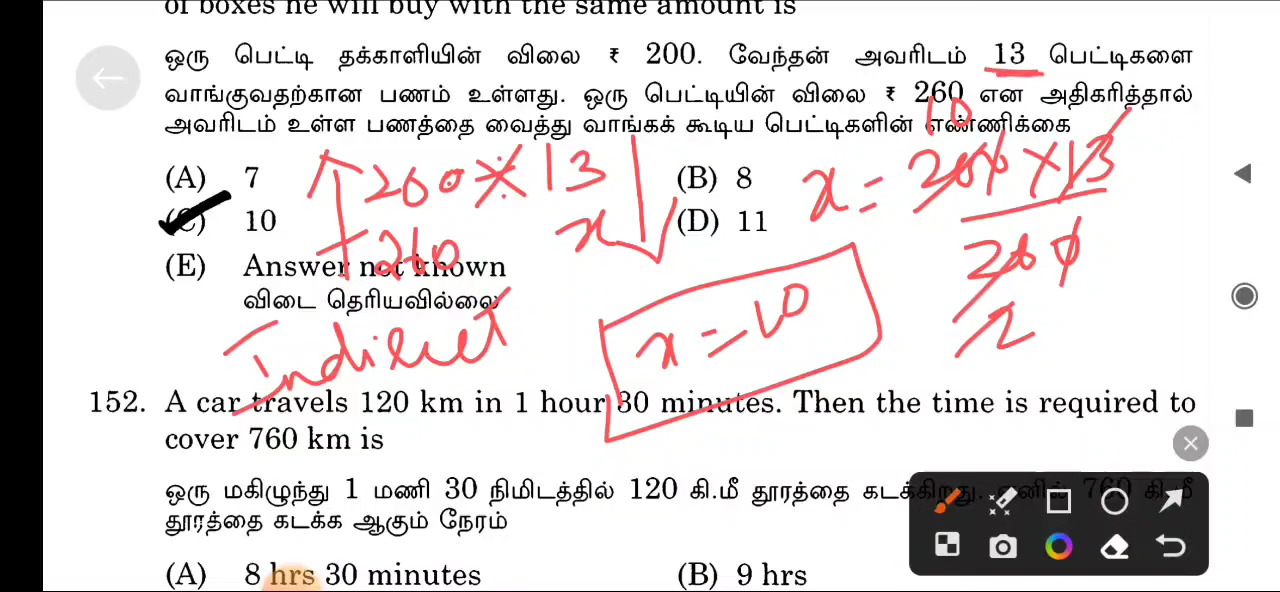 of boxes he will buy with the same amount is
ஒரு பெட்டி தக்காளியின் விலை ₹ 200. வேந்தன் அவரிடம் 13 பெட்டிகளை
வாங்குவதற்கான பணம் உள்ளது. ஒரு பெட்டியின் விலை ₹ 260 என அதிகரித்தால்
அவரிடம் உள்ள பணத்தை வைத்து வாங்கக் கூடிய பெட்டிகளின் எண்ணிக்கை
10
(A) 7 (B) 8
200 × 13
x = 200 × 13
(C) 10 (D) 11
x
260
260
(E) Answer not known
விடை தெரியவில்லை
2
x = 10
Indirect
152. A car travels 120 km in 1 hour 30 minutes. Then the time is required to
cover 760 km is
ஒரு மகிழுந்து 1 மணி 30 நிமிடத்தில் 120 கி.மீ தூரத்தை கடக்கிறது. எனில் 760 கி.மீ
தூரத்தை கடக்க ஆகும் நேரம்
(A) 8 hrs 30 minutes (B) 9 hrs